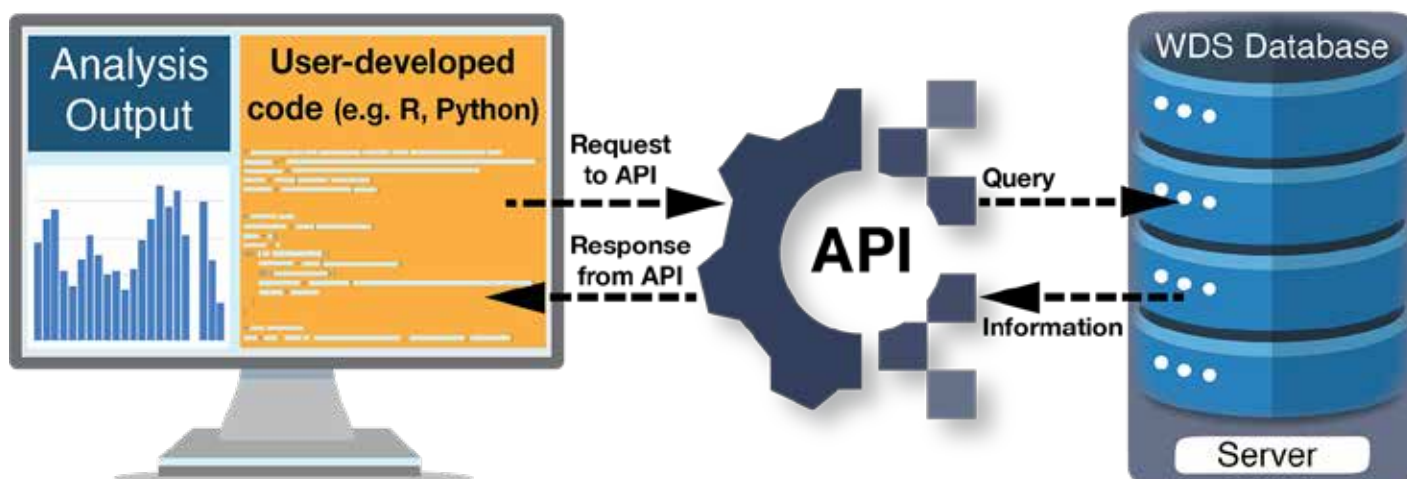 Analysis
Output
User-developed
code (e.g. R, Python)
Request
to API
Response
from API
API
Query
Information
WDS Database
Server